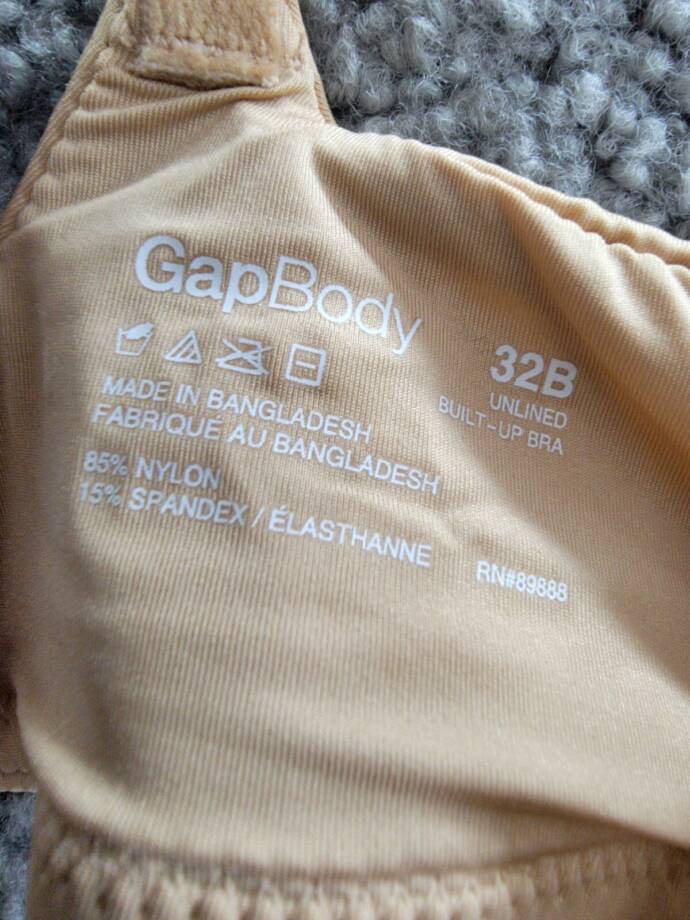 GapBody
32B
UNLINED
BUILT-UP BRA
MADE IN BANGLADESH
FABRIQUÉ AU BANGLADESH
85% NYLON
15% SPANDEX / ÉLASTHANNE
RN#89888